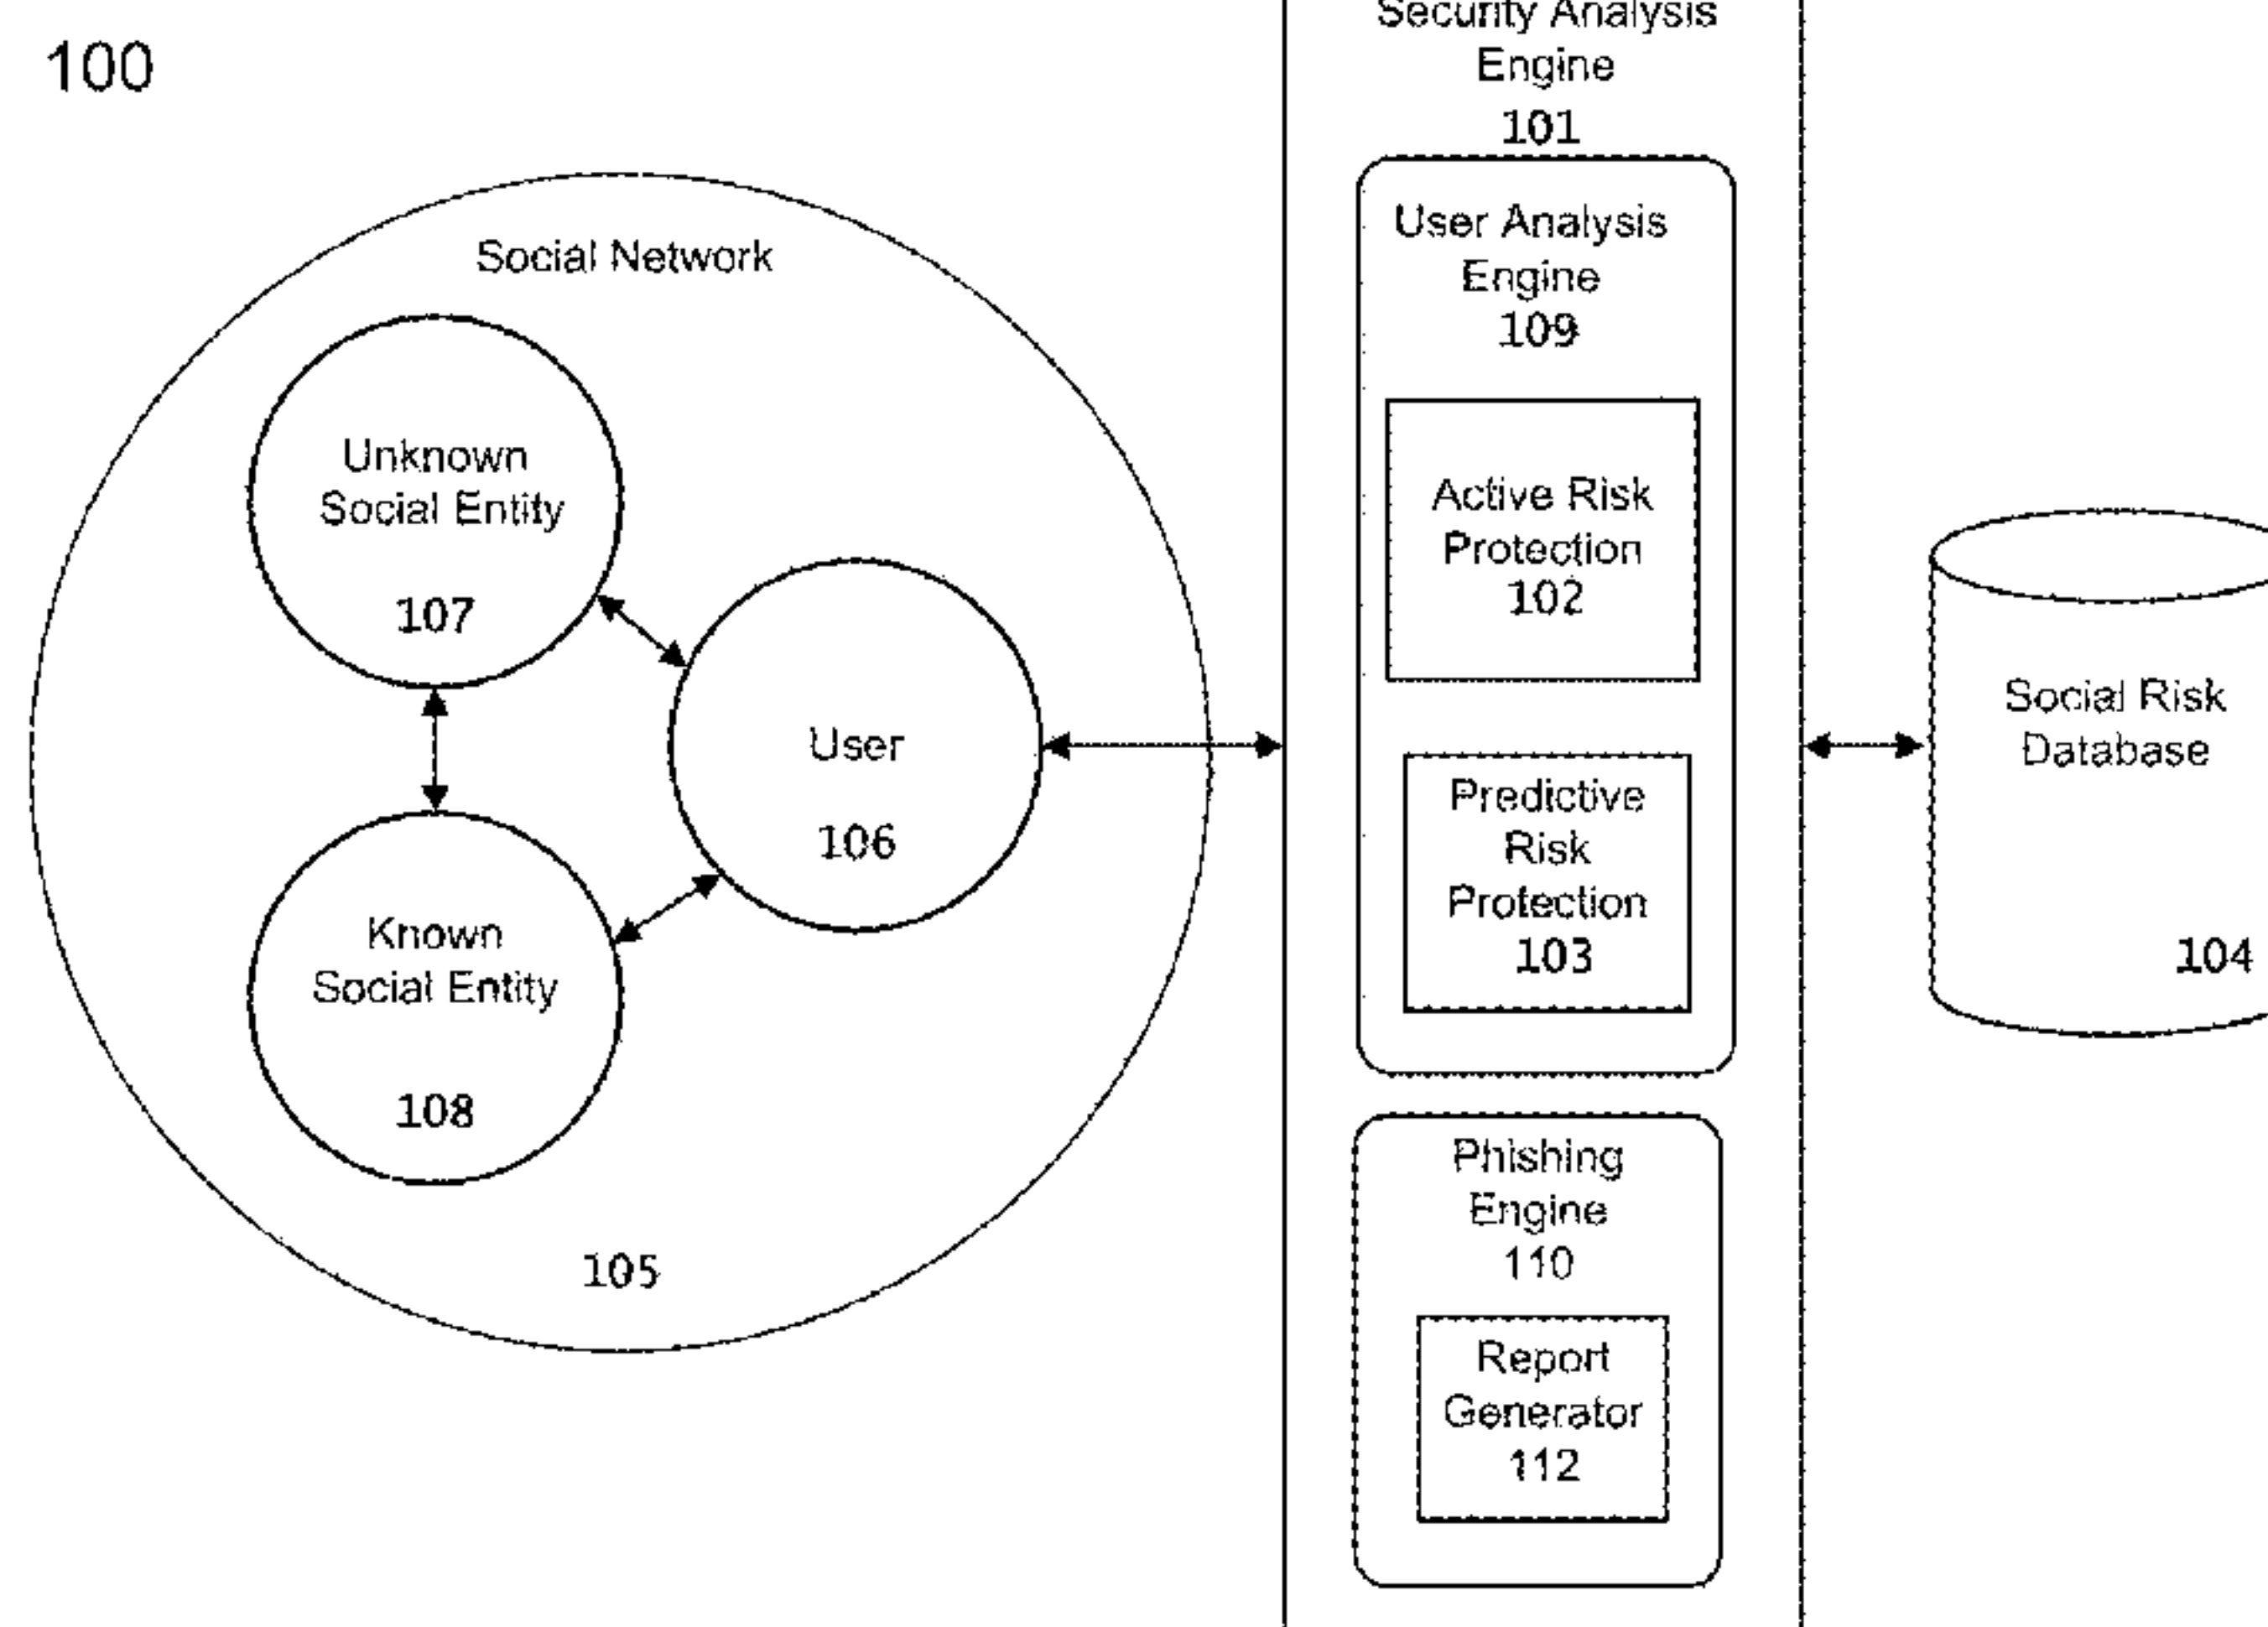 100
Social Network
Unknown
Social Entity
107
User
106
Known
Social Entity
108
105
Security Analysis
Engine
101
User Analysis
Engine
109
Active Risk
Protection
102
Predictive
Risk
Protection
103
Phishing
Engine
110
Report
Generator
112
Social Risk
Database
104